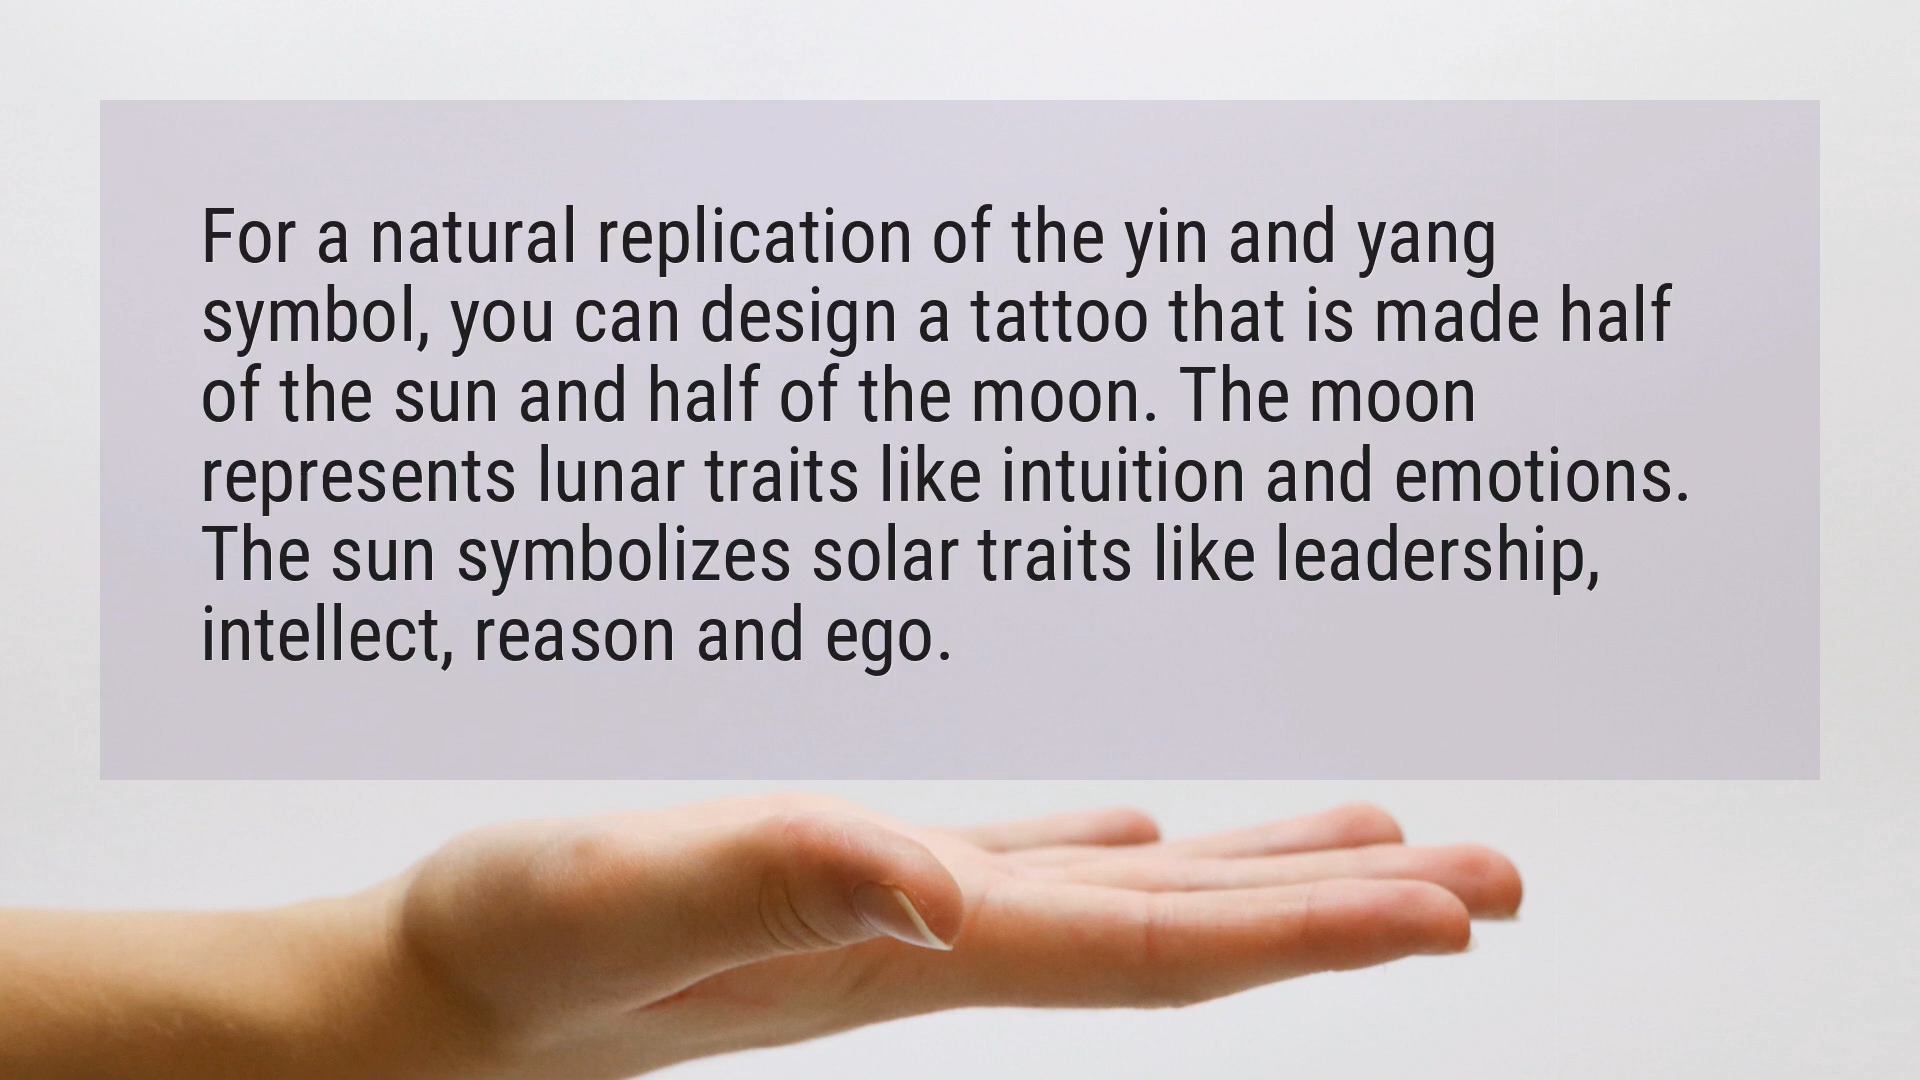 For a natural replication of the yin and yang
symbol, you can design a tattoo that is made half
of the sun and half of the moon. The moon
represents lunar traits like intuition and emotions.
The sun symbolizes solar traits like leadership,
intellect, reason and ego.